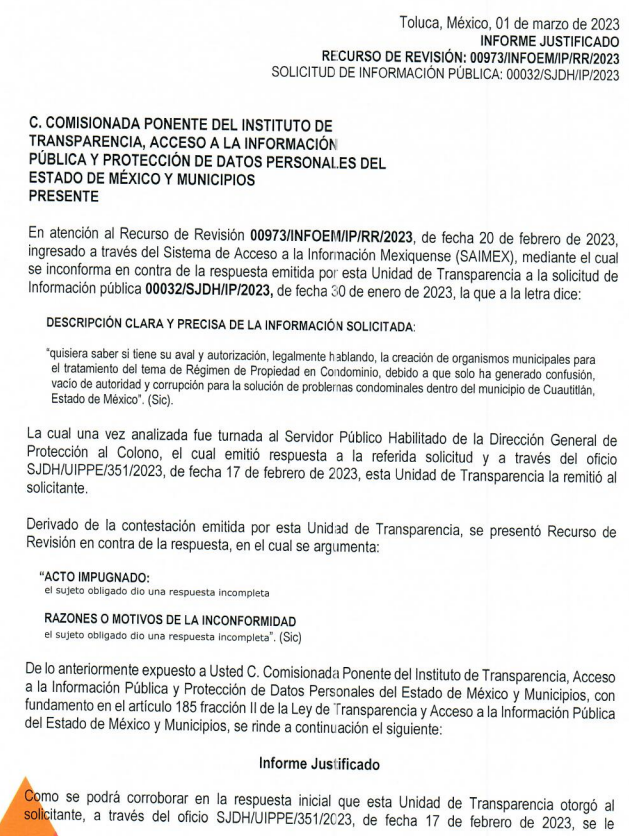 Toluca, México, 01 de marzo de 2023
INFORME JUSTIFICADO
RECURSO DE REVISIÓN: 00973/INFOEM/IP/RR/2023
SOLICITUD DE INFORMACIÓN PÚBLICA: 00032/SJDH/IP/2023
C. COMISIONADA PONENTE DEL INSTITUTO DE
TRANSPARENCIA, ACCESO A LA INFORMACIÓN
PÚBLICA Y PROTECCIÓN DE DATOS PERSONALES DEL
ESTADO DE MÉXICO Y MUNICIPIOS
PRESENTE
En atención al Recurso de Revisión 00973/INFOEM/IP/RR/2023, de fecha 20 de febrero de 2023,
ingresado a través del Sistema de Acceso a la Información Mexiquense (SAIMEX), mediante el cual
se inconforma en contra de la respuesta emitida por esta Unidad de Transparencia a la solicitud de
Información pública 00032/SJDH/IP/2023, de fecha 30 de enero de 2023, la que a la letra dice:
DESCRIPCIÓN CLARA Y PRECISA DE LA INFORMACIÓN SOLICITADA:
“quisiera saber si tiene su aval y autorización, legalmente hablando, la creación de organismos municipales para
el tratamiento del tema de Régimen de Propiedad en Condominio, debido a que solo ha generado confusión,
vacio de autoridad y corrupción para la solución de problemas condominales dentro del municipio de Cuautitlán,
Estado de México”. (Sic).
La cual una vez analizada fue turnada al Servidor Público Habilitado de la Dirección General de
Protección al Colono, el cual emitió respuesta a la referida solicitud y a través del oficio
SJDH/UIPPE/351/2023, de fecha 17 de febrero de 2023, esta Unidad de Transparencia la remitió al
solicitante.
Derivado de la contestación emitida por esta Unidad de Transparencia, se presentó Recurso de
Revisión en contra de la respuesta, en el cual se argumenta:
“ACTO IMPUGNADO:
el sujeto obligado dio una respuesta incompleta
RAZONES O MOTIVOS DE LA INCONFORMIDAD
el sujeto obligado dio una respuesta incompleta”. (Sic)
De lo anteriormente expuesto a Usted C. Comisionada Ponente del Instituto de Transparencia, Acceso
a la Información Pública y Protección de Datos Personales del Estado de México y Municipios, con
fundamento en el artículo 185 fracción II de la Ley de Transparencia y Acceso a la Información Pública
del Estado de México y Municipios, se rinde a continuación el siguiente:
Informe Justificado
Como se podrá corroborar en la respuesta inicial que esta Unidad de Transparencia otorgó al
solicitante, a través del oficio SJDH/UIPPE/351/2023, de fecha 17 de febrero de 2023, se le